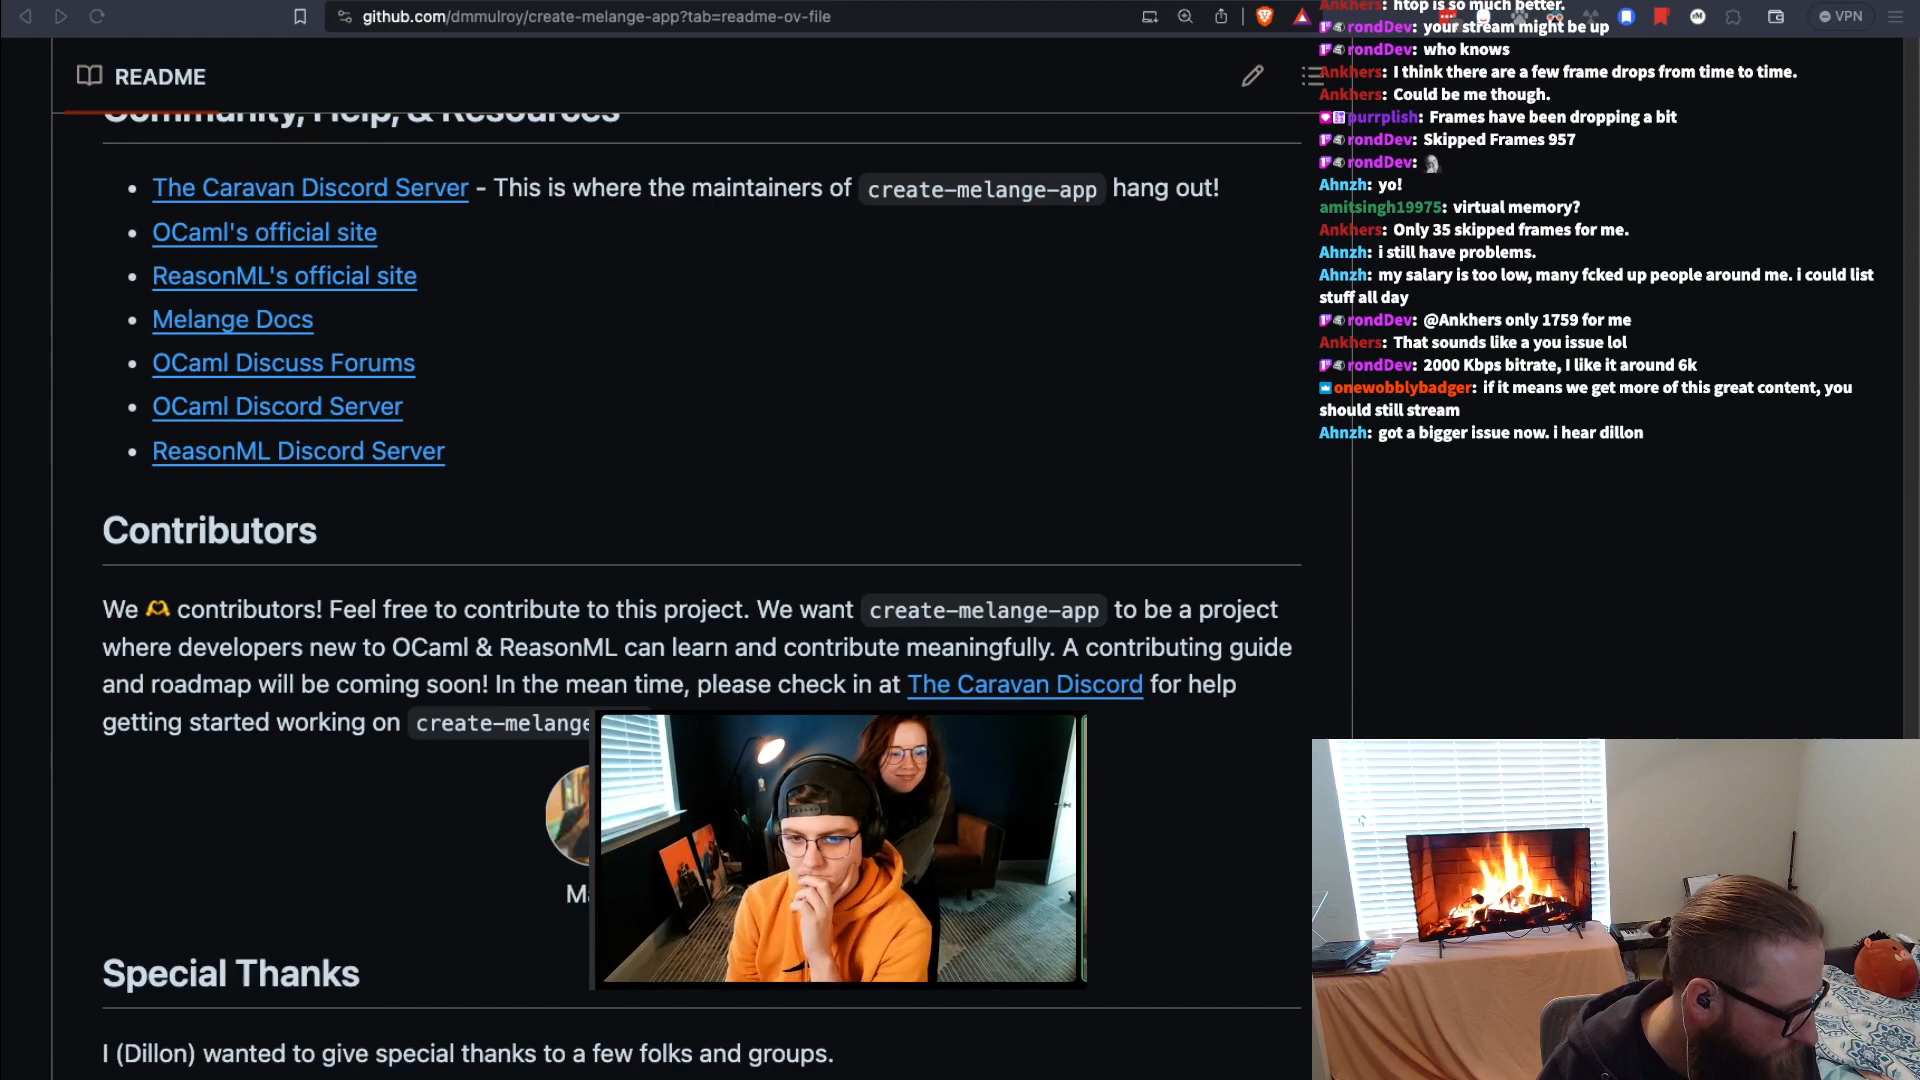 github.com/dmmulroy/create-melange-app?tab=readme-ov-file
VPN
README
Community, Help, & Resources
The Caravan Discord Server - This is where the maintainers of create-melange-app hang out!
OCaml's official site
ReasonML's official site
Melange Docs
OCaml Discuss Forums
OCaml Discord Server
ReasonML Discord Server
Contributors
We 🫶 contributors! Feel free to contribute to this project. We want create-melange-app to be a project
where developers new to OCaml & ReasonML can learn and contribute meaningfully. A contributing guide
and roadmap will be coming soon! In the mean time, please check in at The Caravan Discord for help
getting started working on create-melange
Special Thanks
I (Dillon) wanted to give special thanks to a few folks and groups.
Ankhers: htop is so much better.
rondDev: your stream might be up
rondDev: who knows
Ankhers: I think there are a few frame drops from time to time.
Ankhers: Could be me though.
purrplish: Frames have been dropping a bit
rondDev: Skipped Frames 957
rondDev:
Ahnzh: yo!
amitsingh19975: virtual memory?
Ankhers: Only 35 skipped frames for me.
Ahnzh: i still have problems.
Ahnzh: my salary is too low, many fcked up people around me. i could list
stuff all day
rondDev: @Ankhers only 1759 for me
Ankhers: That sounds like a you issue lol
rondDev: 2000 Kbps bitrate, I like it around 6k
onewobblybadger: if it means we get more of this great content, you
should still stream
Ahnzh: got a bigger issue now. i hear dillon